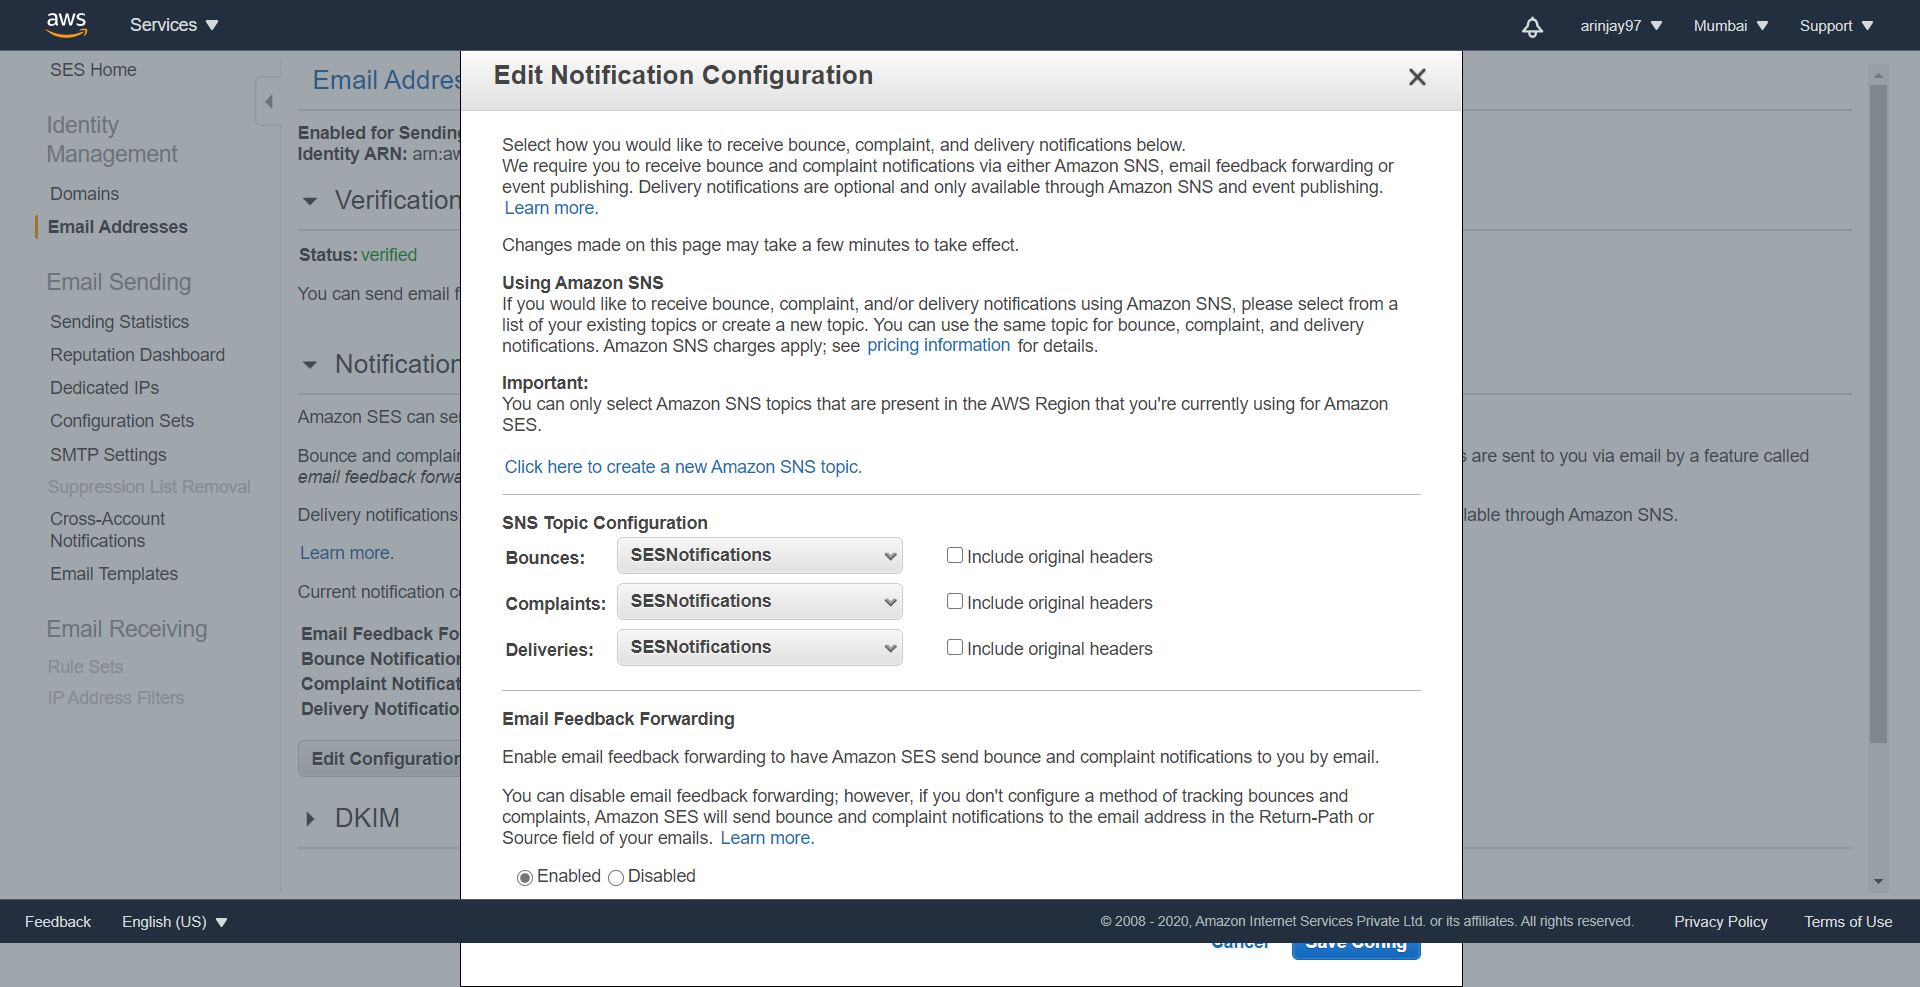 aws
Services
arinjay97
Mumbai
Support
SES Home
Identity
Management
Domains
Email Addresses
Email Sending
Sending Statistics
Reputation Dashboard
Dedicated IPs
Configuration Sets
SMTP Settings
Suppression List Removal
Cross-Account
Notifications
Email Templates
Email Receiving
Rule Sets
IP Address Filters
Email Addres
Enabled for Sending
Identity ARN: arn:aw
Verification
Status: verified
You can send email f
Notification
Amazon SES can se
Bounce and complain
s are sent to you via email by a feature called
email feedback forwa
Delivery notifications
lable through Amazon SNS.
Learn more.
Current notification c
Email Feedback Fo
Bounce Notification
Complaint Notificat
Delivery Notificatio
Edit Configuration
DKIM
Edit Notification Configuration
Select how you would like to receive bounce, complaint, and delivery notifications below.
We require you to receive bounce and complaint notifications via either Amazon SNS, email feedback forwarding or
event publishing. Delivery notifications are optional and only available through Amazon SNS and event publishing.
Learn more.
Changes made on this page may take a few minutes to take effect.
Using Amazon SNS
If you would like to receive bounce, complaint, and/or delivery notifications using Amazon SNS, please select from a
list of your existing topics or create a new topic. You can use the same topic for bounce, complaint, and delivery
notifications. Amazon SNS charges apply; see pricing information for details.
Important:
You can only select Amazon SNS topics that are present in the AWS Region that you're currently using for Amazon
SES.
Click here to create a new Amazon SNS topic.
SNS Topic Configuration
Bounces: SESNotifications Include original headers
Complaints: SESNotifications Include original headers
Deliveries: SESNotifications Include original headers
Email Feedback Forwarding
Enable email feedback forwarding to have Amazon SES send bounce and complaint notifications to you by email.
You can disable email feedback forwarding; however, if you don't configure a method of tracking bounces and
complaints, Amazon SES will send bounce and complaint notifications to the email address in the Return-Path or
Source field of your emails. Learn more.
Enabled Disabled
Cancel Save Config
Feedback
English (US)
© 2008 - 2020, Amazon Internet Services Private Ltd. or its affiliates. All rights reserved.
Privacy Policy
Terms of Use